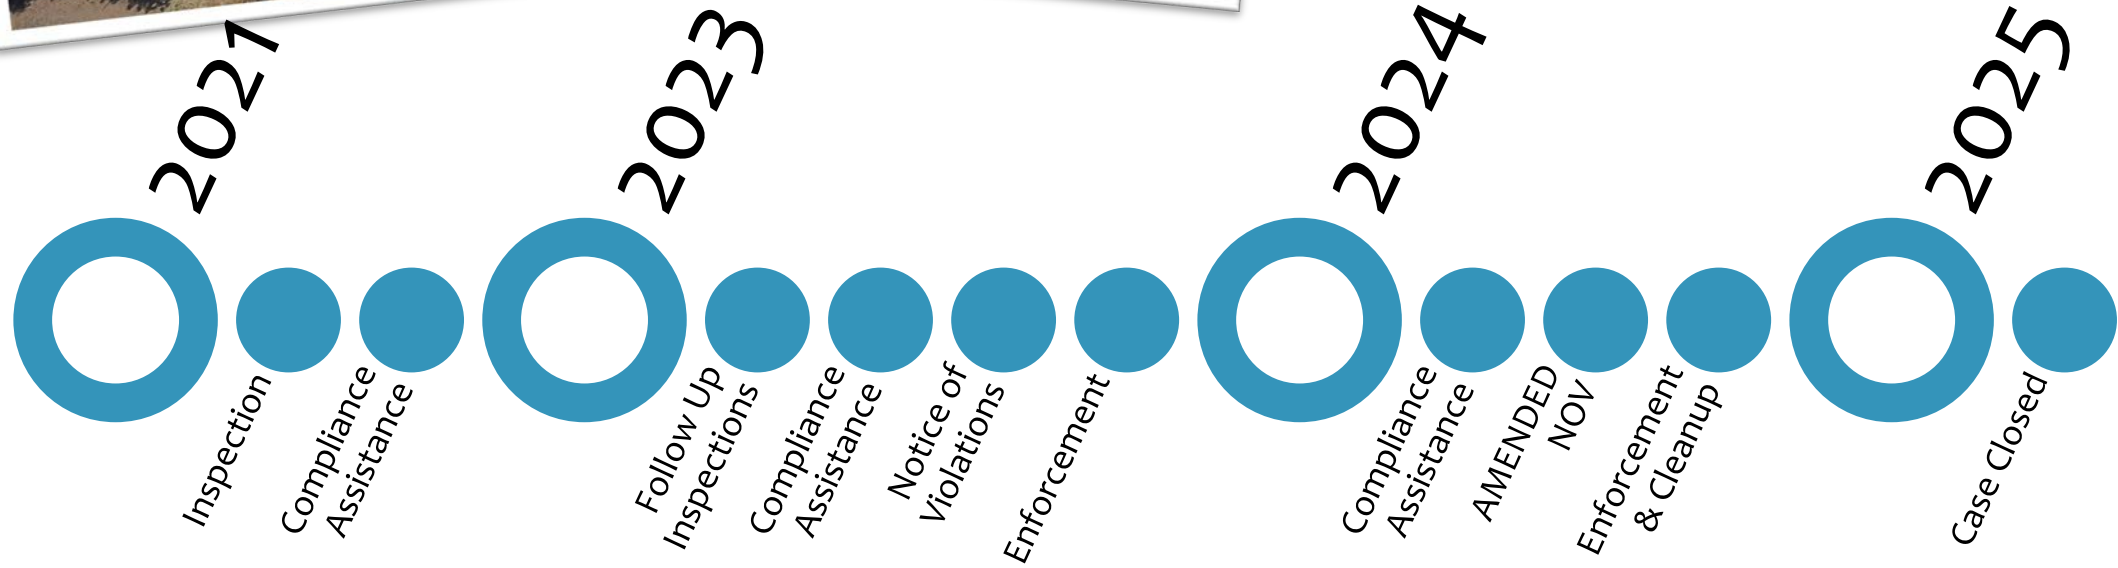 2021
Inspection
Compliance
Assistance
2023
Follow Up
Inspections
Compliance
Assistance
Notice of
Violations
Enforcement
2024
Compliance
Assistance
AMENDED
NOV
Enforcement
& Cleanup
2025
Case Closed